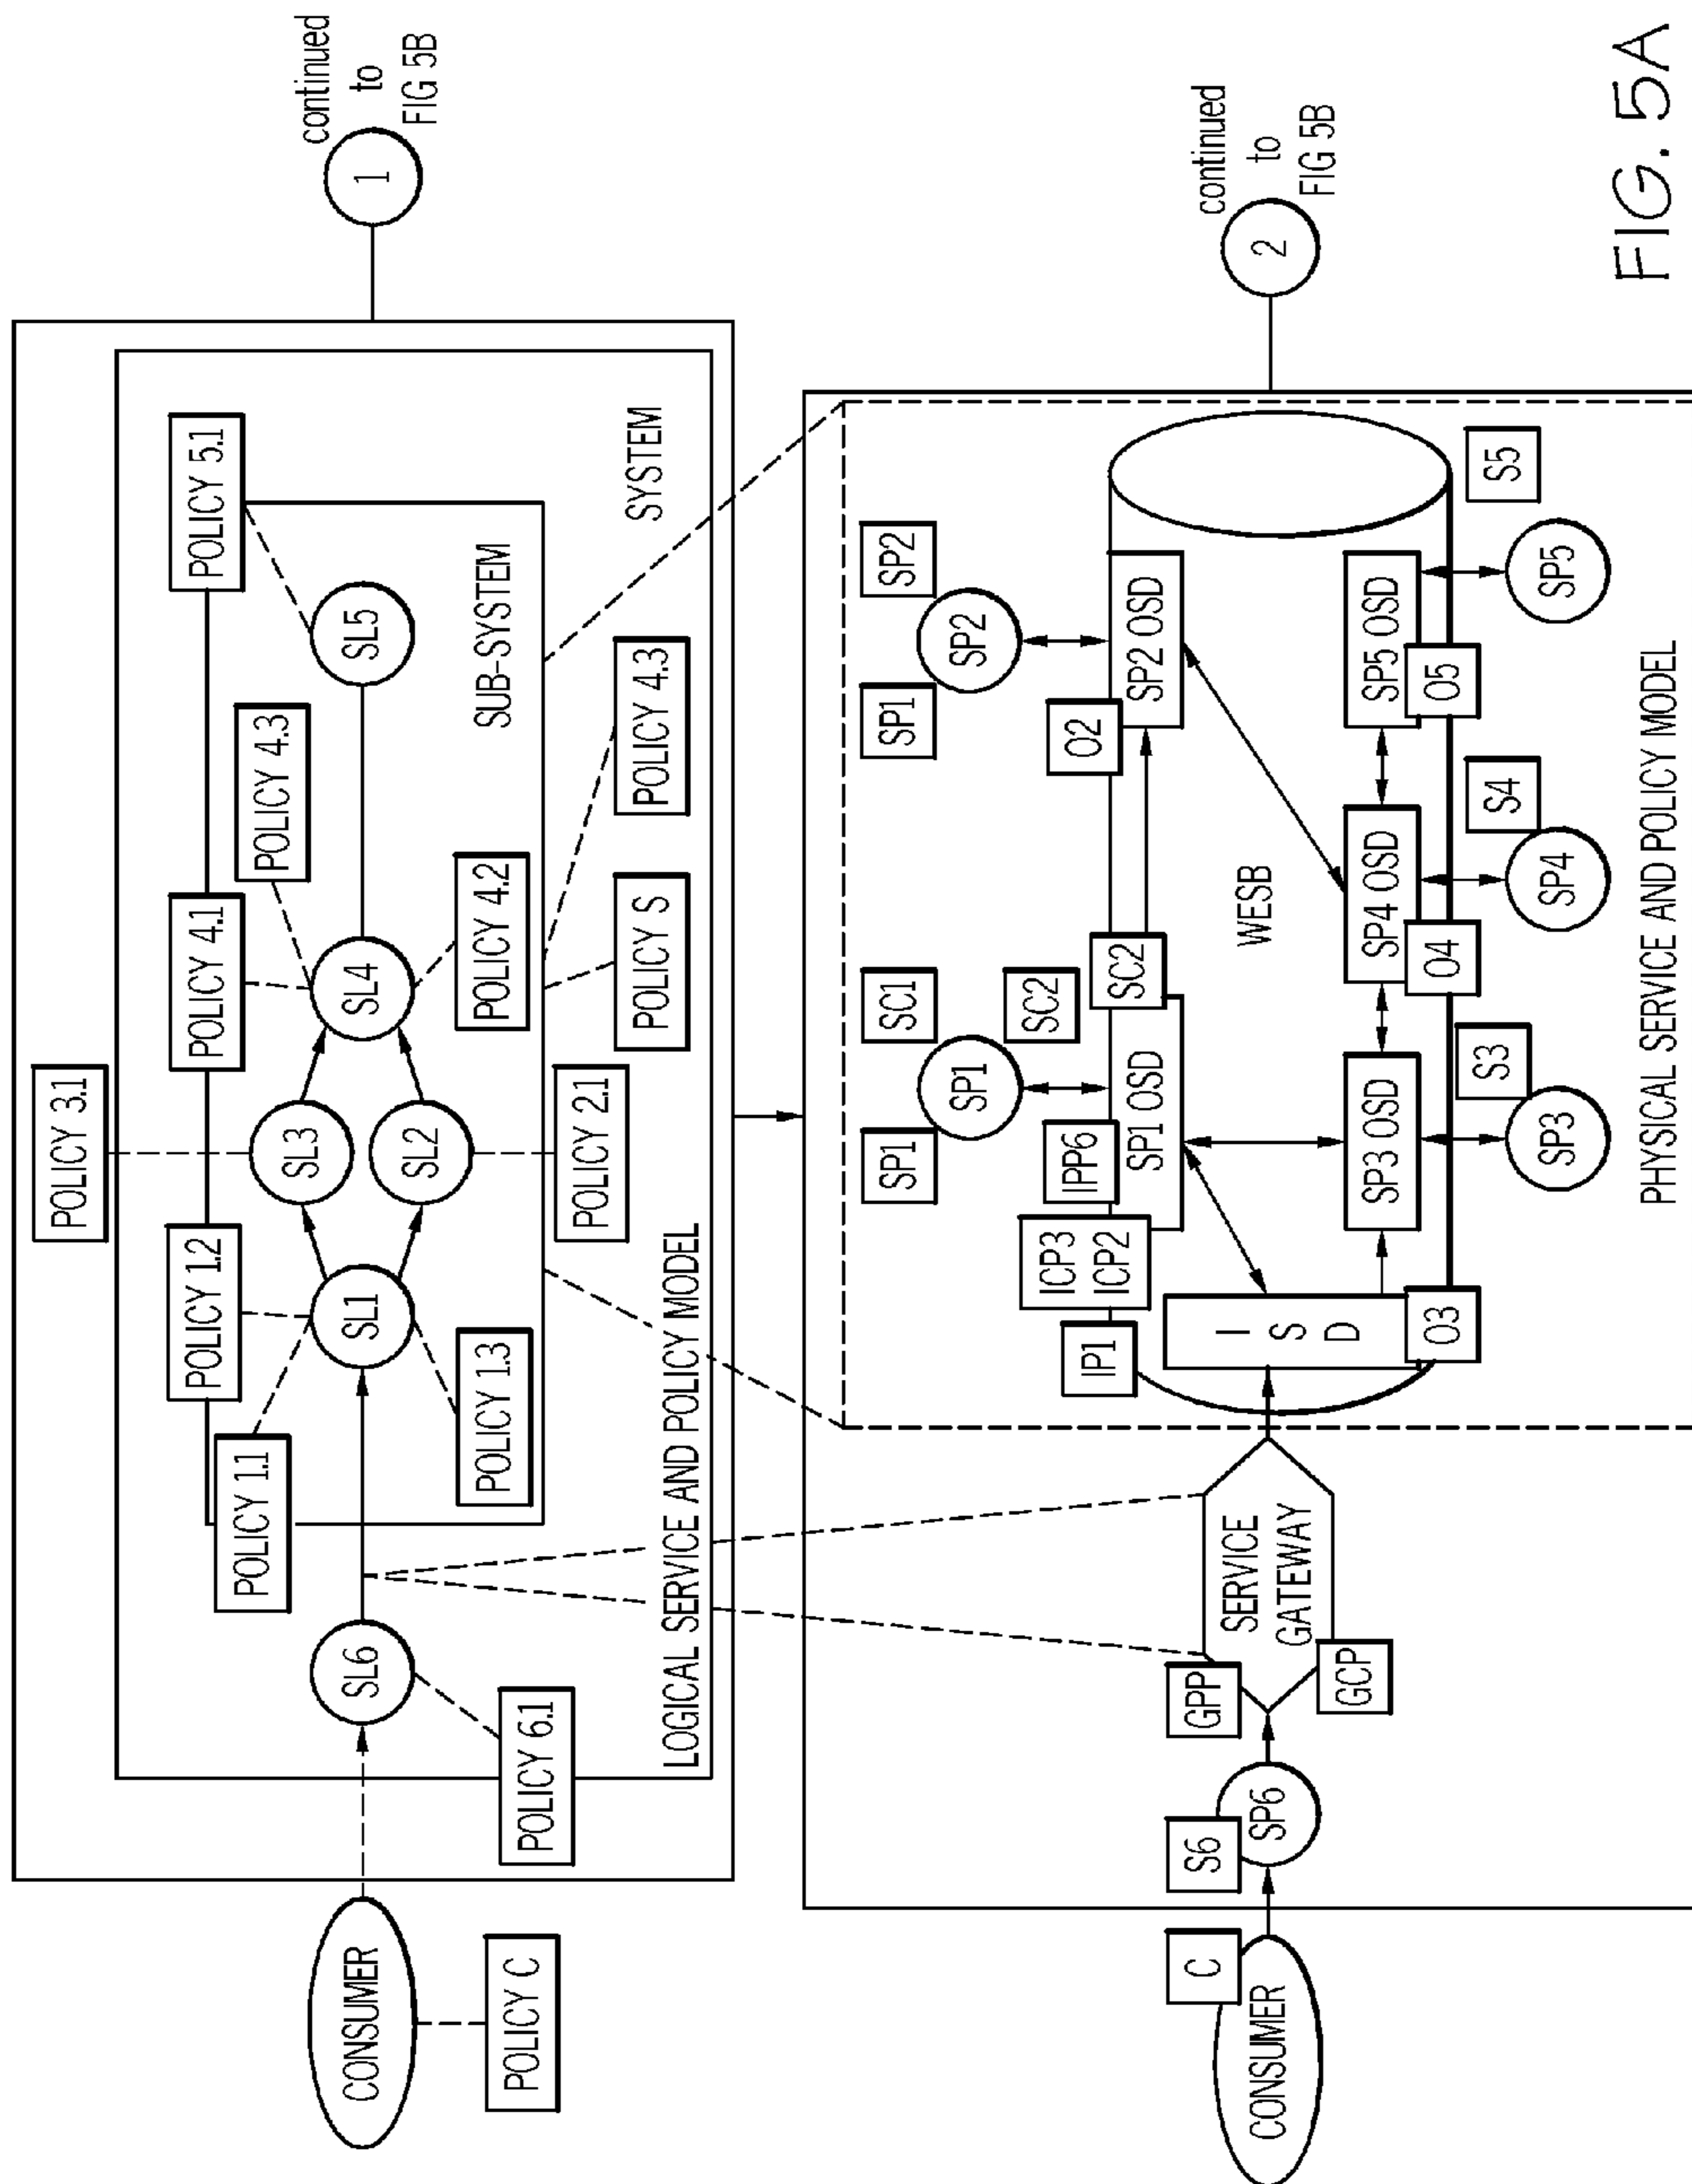 CONSUMER
POLICY C
POLICY 6.1
SL6
POLICY 1.1
POLICY 1.2
POLICY 3.1
POLICY 4.1
POLICY 4.3
POLICY 5.1
SL1
SL3
SL2
SL4
SL5
POLICY 1.3
POLICY 2.1
POLICY 4.2
SUB-SYSTEM
POLICY S
POLICY 4.3
SYSTEM
LOGICAL SERVICE AND POLICY MODEL
1
continued
to
FIG 5B
CONSUMER
C
S6
SP6
GPP
GCP
SERVICE
GATEWAY
IP1
ICP3
ICP2
IPP6
SP1
SP1
SC1
SC2
SP1
SP2
SP2
I
S
D
O3
SP1 OSD
SC2
O2
SP2 OSD
WESB
SP3 OSD
SP4 OSD
O4
SP5 OSD
O5
SP3
S3
SP4
S4
SP5
S5
PHYSICAL SERVICE AND POLICY MODEL
2
continued
to
FIG 5B
FIG. 5A